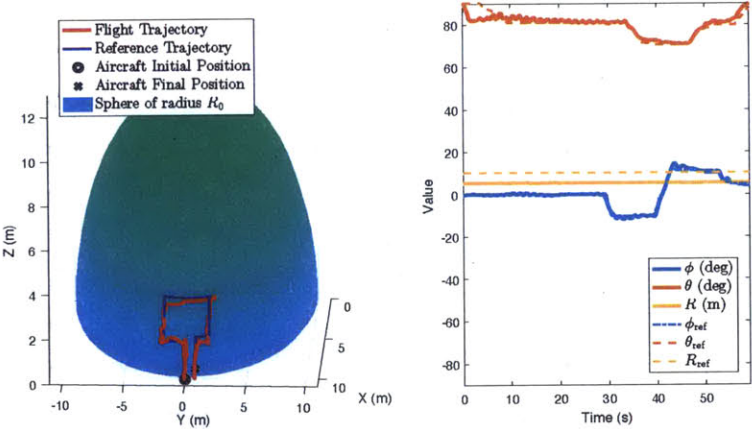 Flight Trajectory
Reference Trajectory
Aircraft Initial Position
Aircraft Final Position
Sphere of radius R₀
12
10
8
6
4
2
0
Z (m)
-10
-5
0
5
10
Y (m)
0
5
10
X (m)
80
60
40
20
0
-20
-40
-60
-80
Value
0
10
20
30
40
50
Time (s)
ϕ (deg)
θ (deg)
R (m)
ϕref
θref
Rref